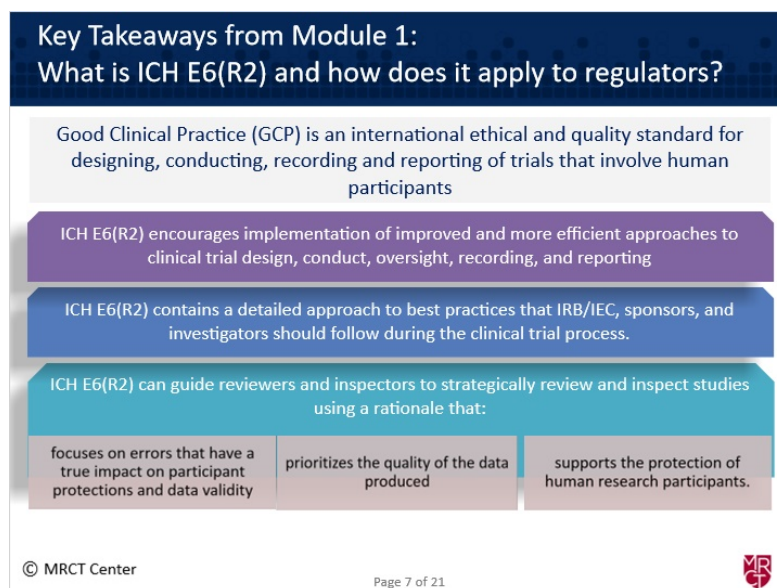 Key Takeaways from Module 1:
What is ICH E6(R2) and how does it apply to regulators?
Good Clinical Practice (GCP) is an international ethical and quality standard for
designing, conducting, recording and reporting of trials that involve human
participants
ICH E6(R2) encourages implementation of improved and more efficient approaches to
clinical trial design, conduct, oversight, recording, and reporting
ICH E6(R2) contains a detailed approach to best practices that IRB/IEC, sponsors, and
investigators should follow during the clinical trial process.
ICH E6(R2) can guide reviewers and inspectors to strategically review and inspect studies
using a rationale that:
focuses on errors that have a
true impact on participant
protections and data validity
prioritizes the quality of the data
produced
supports the protection of
human research participants.
© MRCT Center
Page 7 of 21
MR
CT